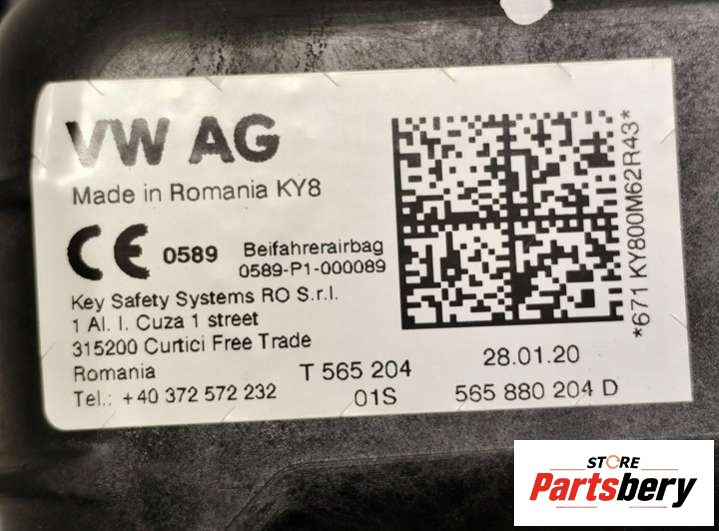 VW AG
Made in Romania KY8
CE 0589 Beifahrerairbag
0589-P1-000089
Key Safety Systems RO S.r.l.
1 Al. I. Cuza 1 street
315200 Curtici Free Trade
Romania
Tel.: +40 372 572 232
T 565 204
01S
28.01.20
565 880 204 D
*671 KY800M62R43*
STORE
Partsbery